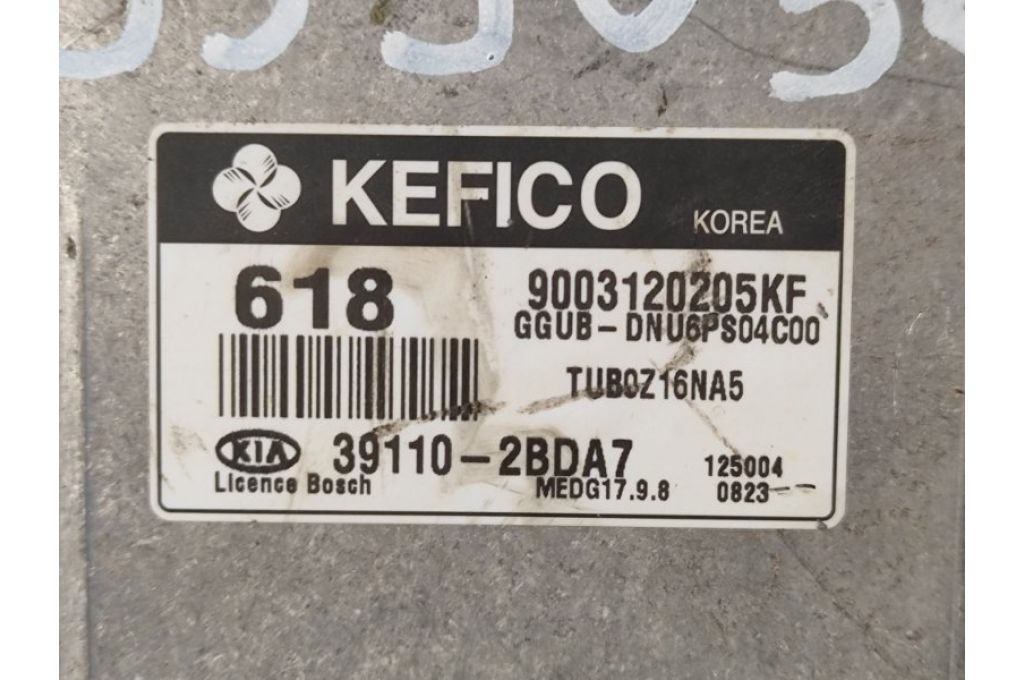 KEFICO KOREA
618 9003120205KF
GGUB-DNU6PS04C00
TUB0Z16NA5
KIA 39110-2BDA7 125004
Licence Bosch MEDG17.9.8 0823